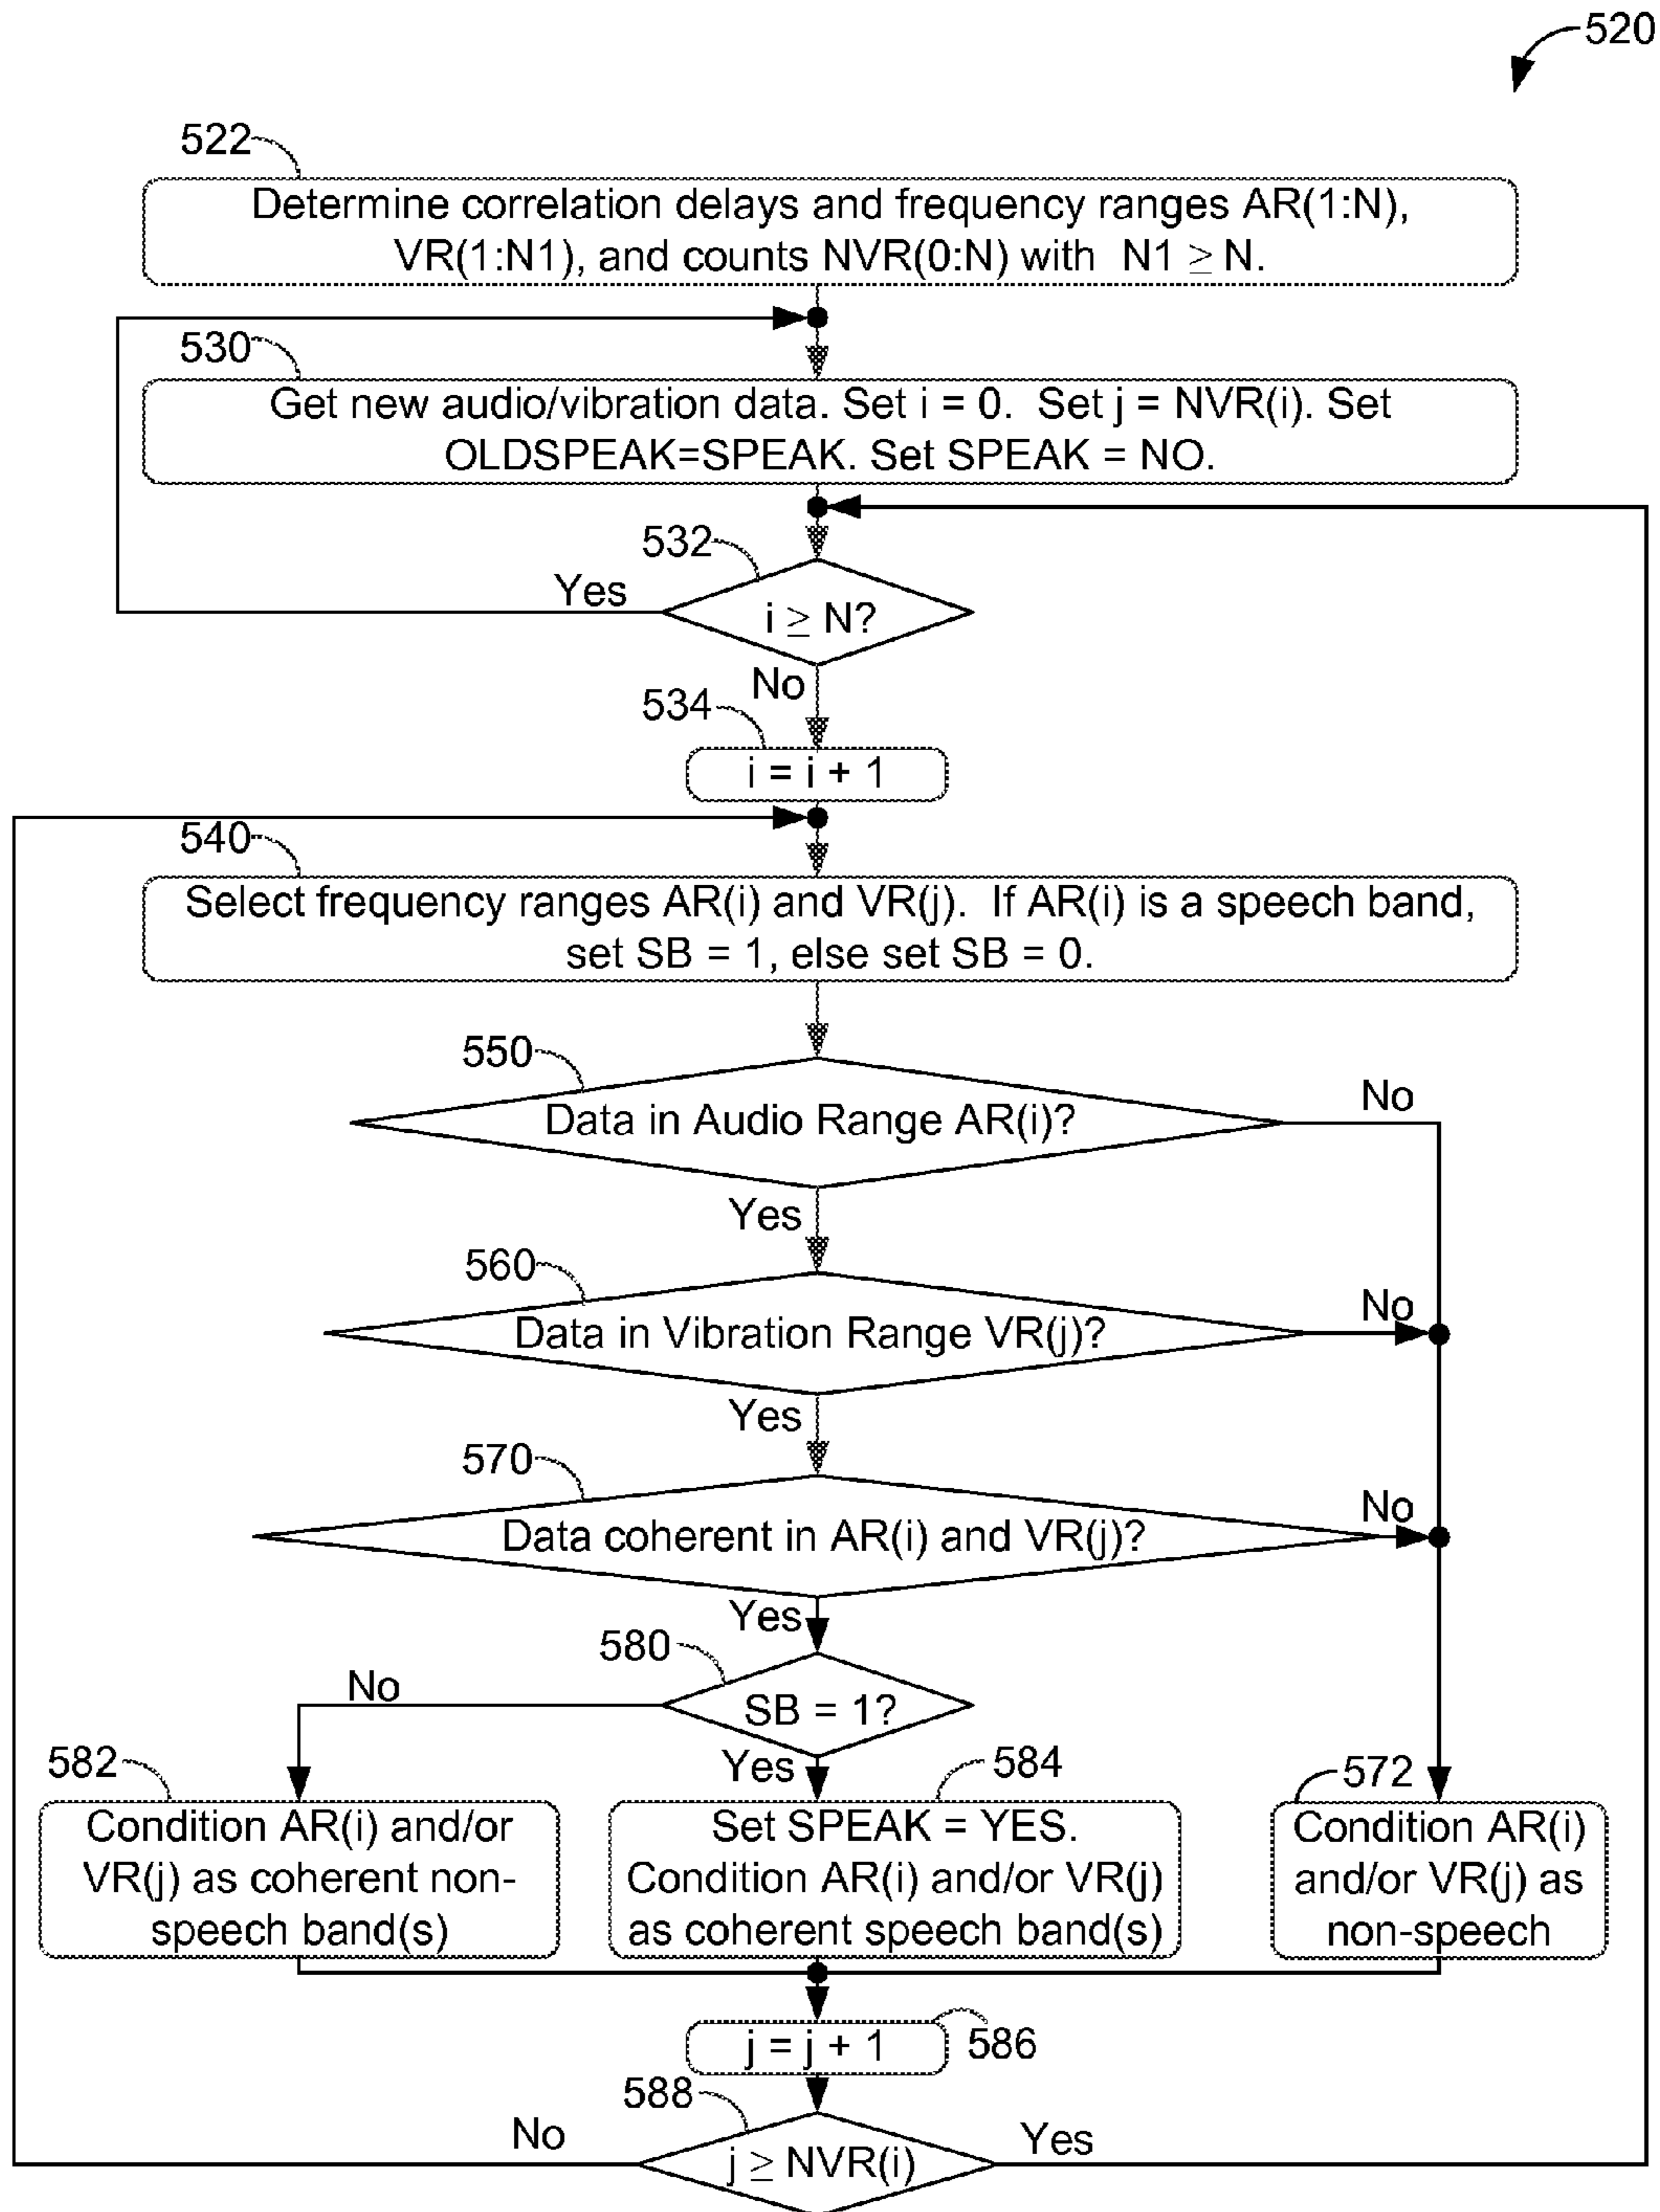 520
522
Determine correlation delays and frequency ranges AR(1:N),
VR(1:N1), and counts NVR(0:N) with N1 ≥ N.
530
Get new audio/vibration data. Set i = 0. Set j = NVR(i). Set
OLDSPEAK=SPEAK. Set SPEAK = NO.
532
Yes
i ≥ N?
No
534
i = i + 1
540
Select frequency ranges AR(i) and VR(j). If AR(i) is a speech band,
set SB = 1, else set SB = 0.
550
Data in Audio Range AR(i)?
No
Yes
560
Data in Vibration Range VR(j)?
No
Yes
570
Data coherent in AR(i) and VR(j)?
No
Yes
580
SB = 1?
No
Yes
582
Condition AR(i) and/or
VR(j) as coherent non-
speech band(s)
584
Set SPEAK = YES.
Condition AR(i) and/or VR(j)
as coherent speech band(s)
572
Condition AR(i)
and/or VR(j) as
non-speech
j = j + 1
586
588
No
j ≥ NVR(i)
Yes